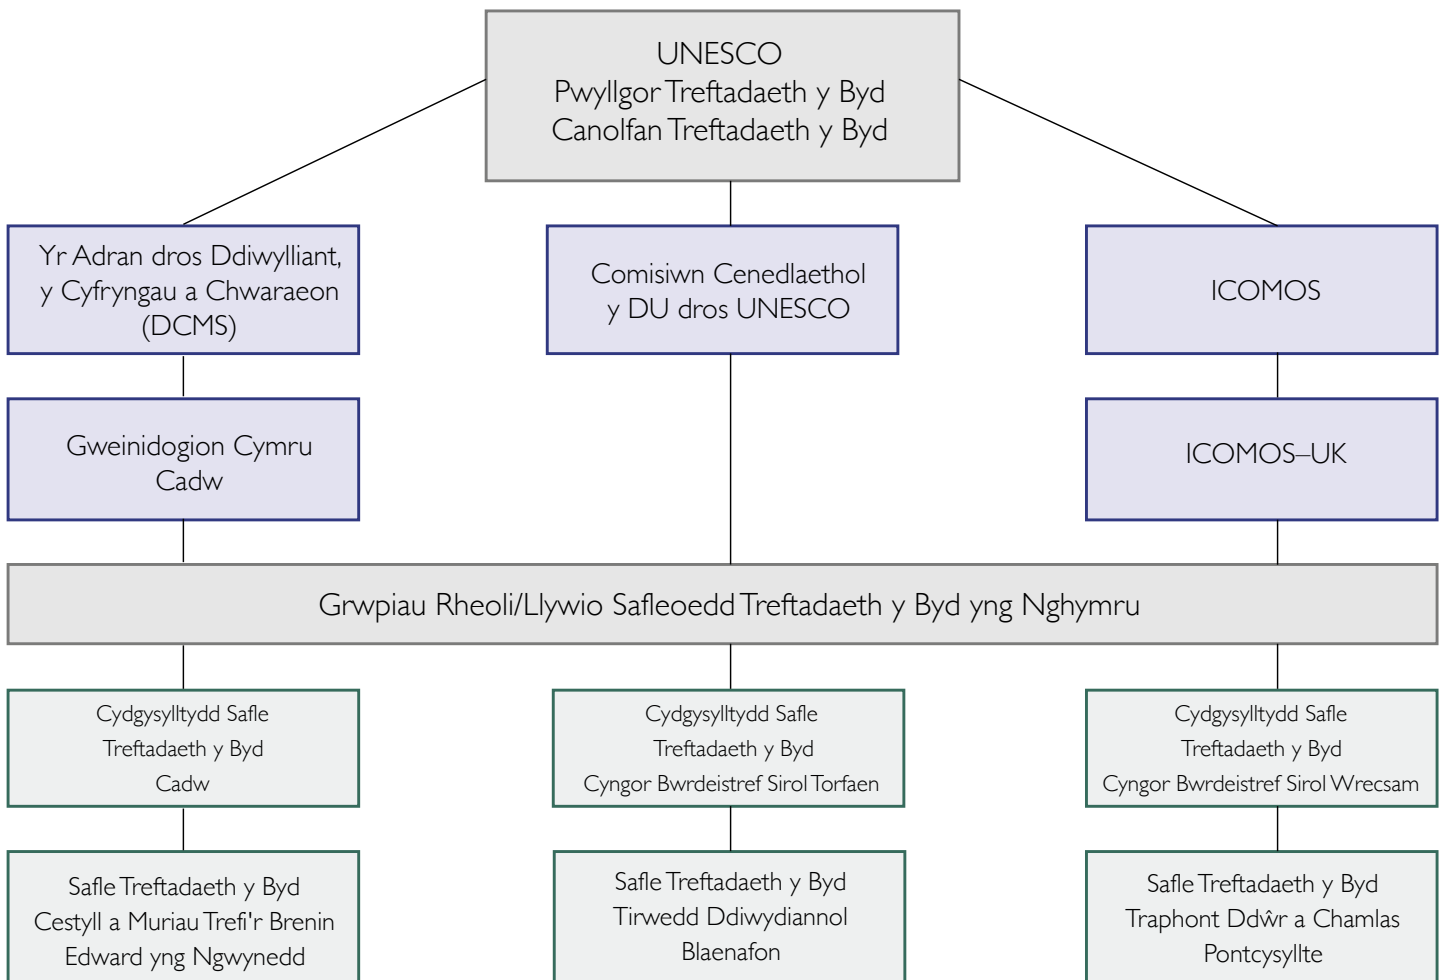 UNESCO
Pwyllgor Treftadaeth y Byd
Canolfan Treftadaeth y Byd
Yr Adran dros Ddiwylliant,
y Cyfryngau a Chwaraeon
(DCMS)
Comisiwn Cenedlaethol
y DU dros UNESCO
ICOMOS
Gweinidogion Cymru
Cadw
ICOMOS–UK
Grwpiau Rheoli/Llywio Safleoedd Treftadaeth y Byd yng Nghymru
Cydgysylltydd Safle
Treftadaeth y Byd
Cadw
Cydgysylltydd Safle
Treftadaeth y Byd
Cyngor Bwrdeistref Sirol Torfaen
Cydgysylltydd Safle
Treftadaeth y Byd
Cyngor Bwrdeistref Sirol Wrecsam
Safle Treftadaeth y Byd
Cestyll a Muriau Trefi'r Brenin
Edward yng Ngwynedd
Safle Treftadaeth y Byd
Tirwedd Ddiwydiannol
Blaenafon
Safle Treftadaeth y Byd
Traphont Ddŵr a Chamlas
Pontcysyllte